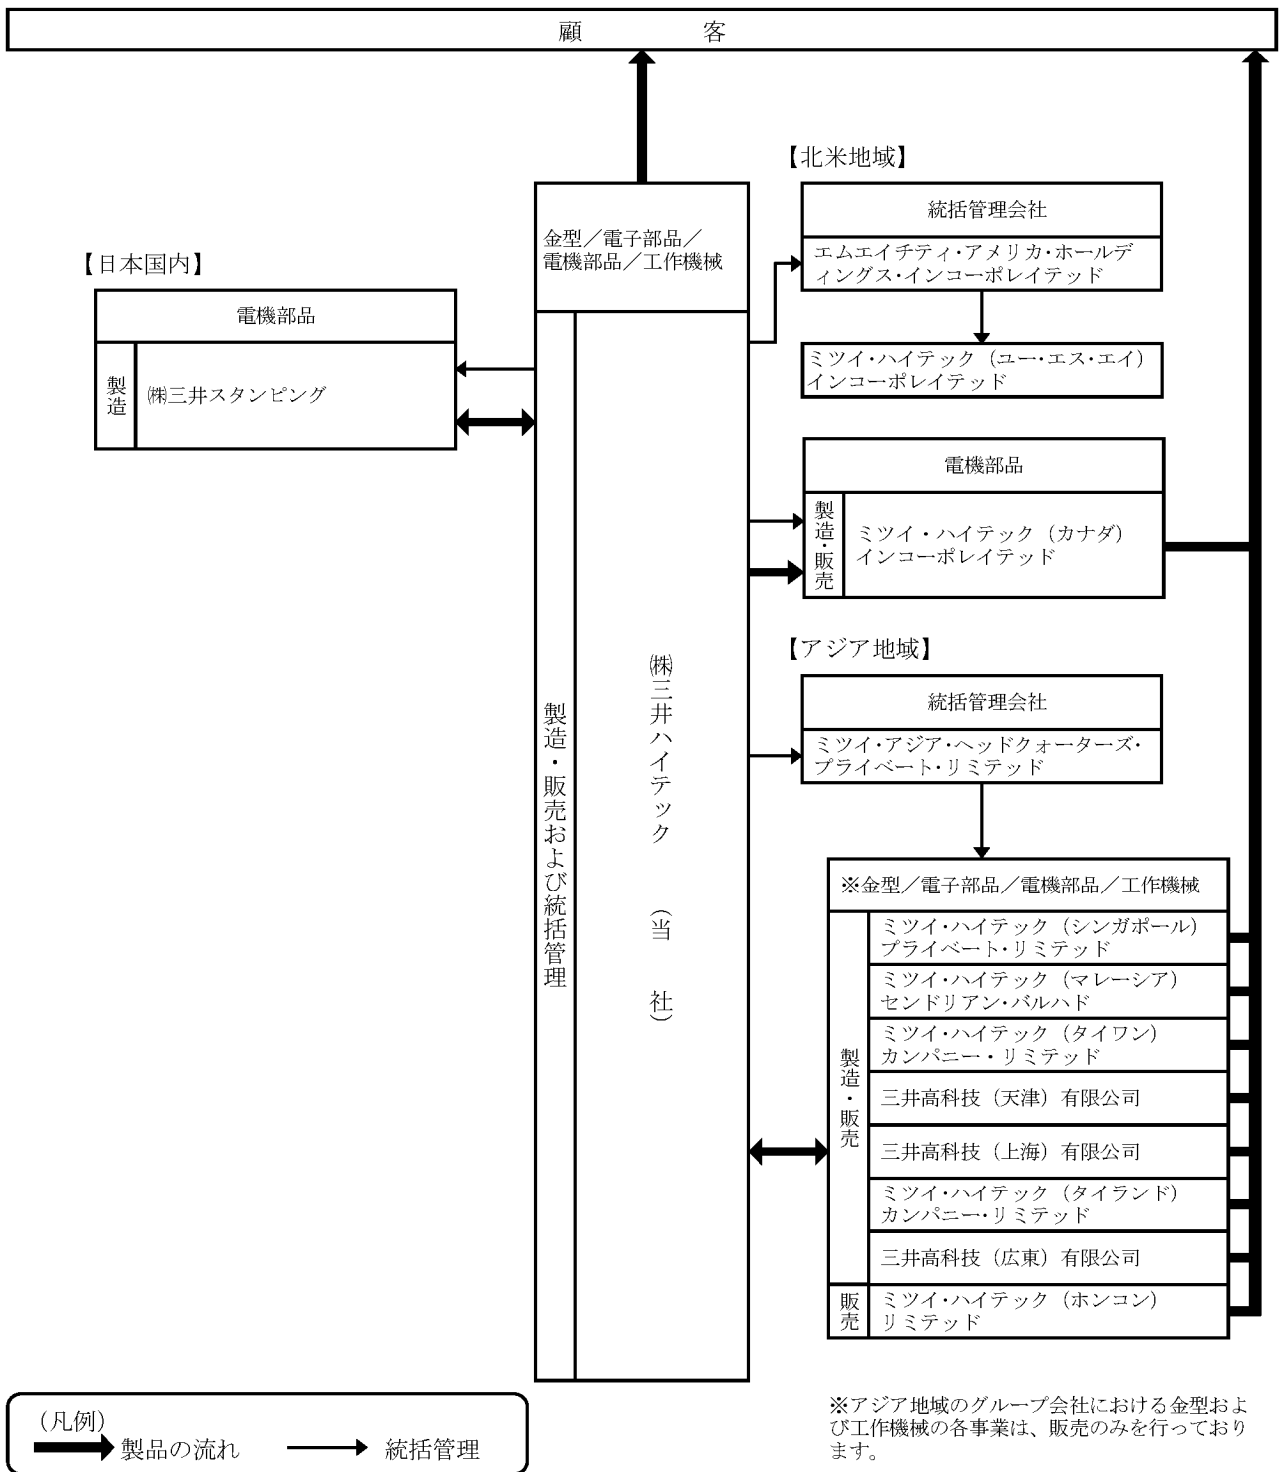 顧　　　　　客
【北米地域】
統括管理会社
エムエイチティ・アメリカ・ホールデ
ィングス・インコーポレイテッド
ミツイ・ハイテック（ユー・エス・エイ）
インコーポレイテッド
金型／電子部品／
電機部品／工作機械
【日本国内】
電機部品
製造
㈱三井スタンピング
電機部品
製造・販売
ミツイ・ハイテック（カナダ）
インコーポレイテッド
製造・販売および統括管理
㈱三井ハイテック　（当　社）
【アジア地域】
統括管理会社
ミツイ・アジア・ヘッドクォーターズ・
プライベート・リミテッド
※金型／電子部品／電機部品／工作機械
製造・販売
ミツイ・ハイテック（シンガポール）
プライベート・リミテッド
ミツイ・ハイテック（マレーシア）
センドリアン・バルハド
ミツイ・ハイテック（タイワン）
カンパニー・リミテッド
三井高科技（天津）有限公司
三井高科技（上海）有限公司
ミツイ・ハイテック（タイランド）
カンパニー・リミテッド
三井高科技（広東）有限公司
販売
ミツイ・ハイテック（ホンコン）
リミテッド
（凡例）
製品の流れ
統括管理
※アジア地域のグループ会社における金型およ
び工作機械の各事業は、販売のみを行っており
ます。